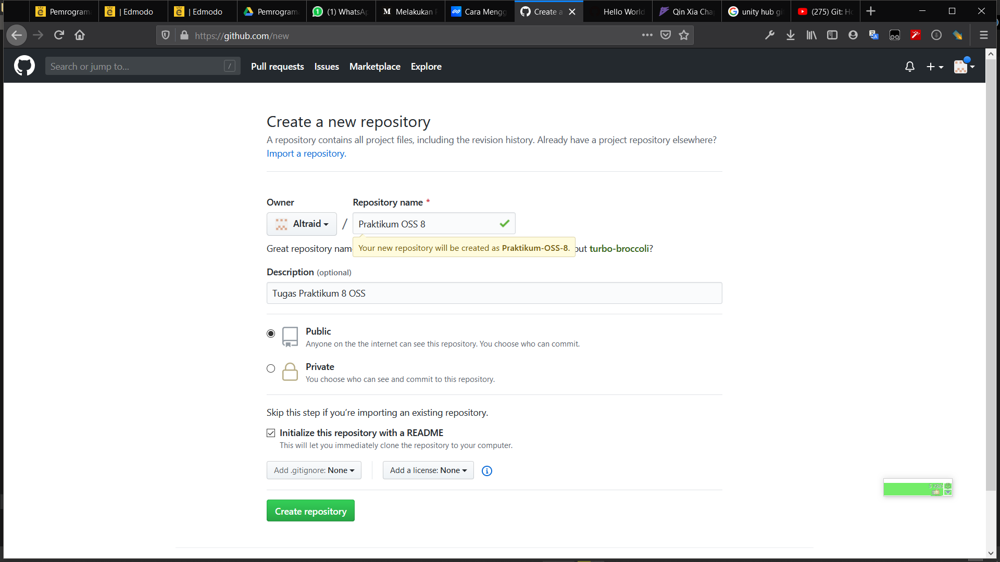 Pemrogram
| Edmodo
| Edmodo
Pemrogram
(1) WhatsAp
Melakukan
Cara Mengg
Create a
Hello World
Qin Xia Cha
unity hub gi
(275) Git: H
https://github.com/new
Search or jump to...
/
Pull requests
Issues
Marketplace
Explore
Create a new repository
A repository contains all project files, including the revision history. Already have a project repository elsewhere?
Import a repository.
Owner
Repository name *
Altraid
/
Praktikum OSS 8
Great repository nam
Your new repository will be created as Praktikum-OSS-8.
out turbo-broccoli?
Description (optional)
Tugas Praktikum 8 OSS
Public
Anyone on the the internet can see this repository. You choose who can commit.
Private
You choose who can see and commit to this repository.
Skip this step if you’re importing an existing repository.
Initialize this repository with a README
This will let you immediately clone the repository to your computer.
Add .gitignore: None
Add a license: None
Create repository
5 KB/s